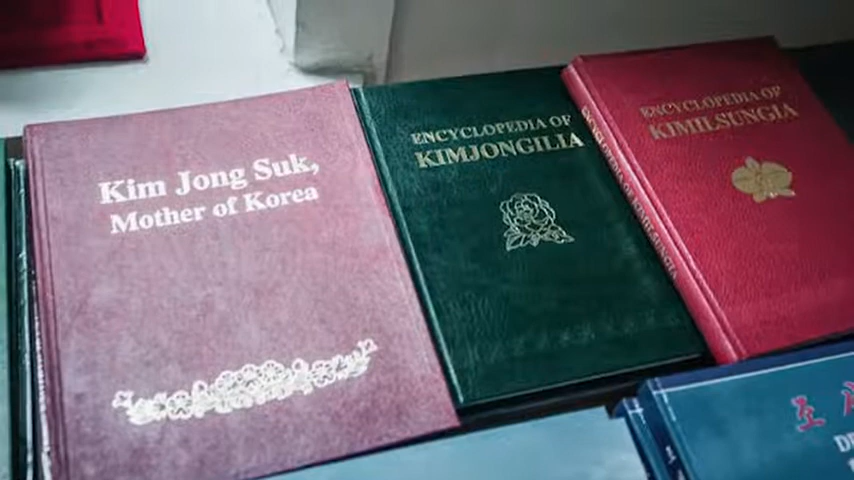 Kim Jong Suk,
Mother of Korea
ENCYCLOPEDIA OF
KIMJONGILIA
ENCYCLOPEDIA OF
KIMILSUNGIA
ENCYCLOPEDIA OF KIMILSUNGIA